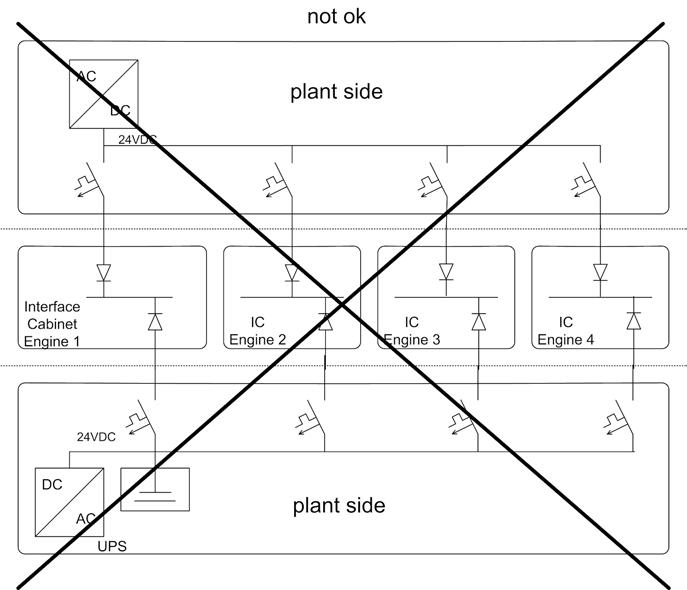 not ok
plant side
AC
DC
24VDC
Interface
Cabinet
Engine 1
IC
Engine 2
IC
Engine 3
IC
Engine 4
24VDC
DC
AC
UPS
plant side